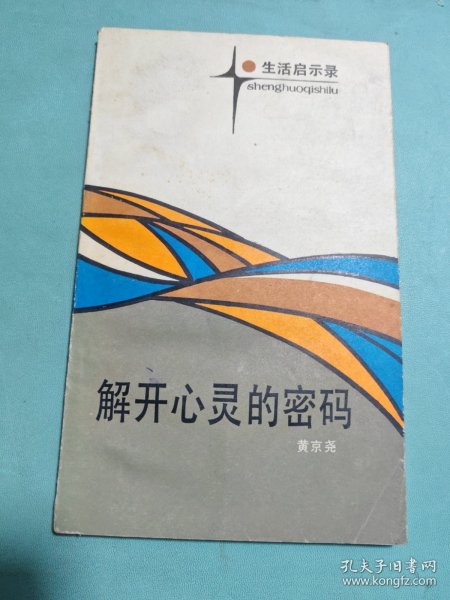 生活启示录
shenghuoqishilu
解开心灵的密码
黄京尧
孔夫子旧书网
www.kongfz.com